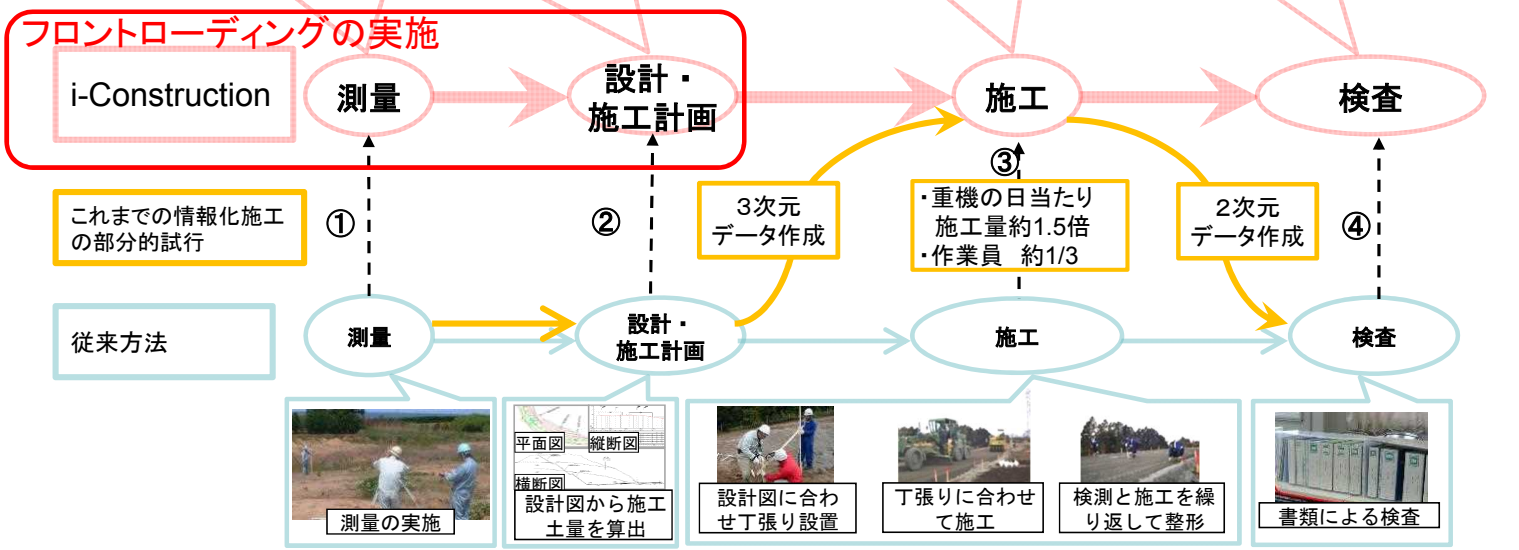 フロントローディングの実施
i-Construction
測量
設計・
施工計画
施工
検査
これまでの情報化施工
の部分的試行
①
②
3次元
データ作成
③
・重機の日当たり
施工量約1.5倍
・作業員 約1/3
2次元
データ作成
④
従来方法
測量
設計・
施工計画
施工
検査
測量の実施
平面図
縦断図
横断図
設計図から施工
土量を算出
設計図に合わ
せ丁張り設置
丁張りに合わせ
て施工
検測と施工を繰
り返して整形
書類による検査